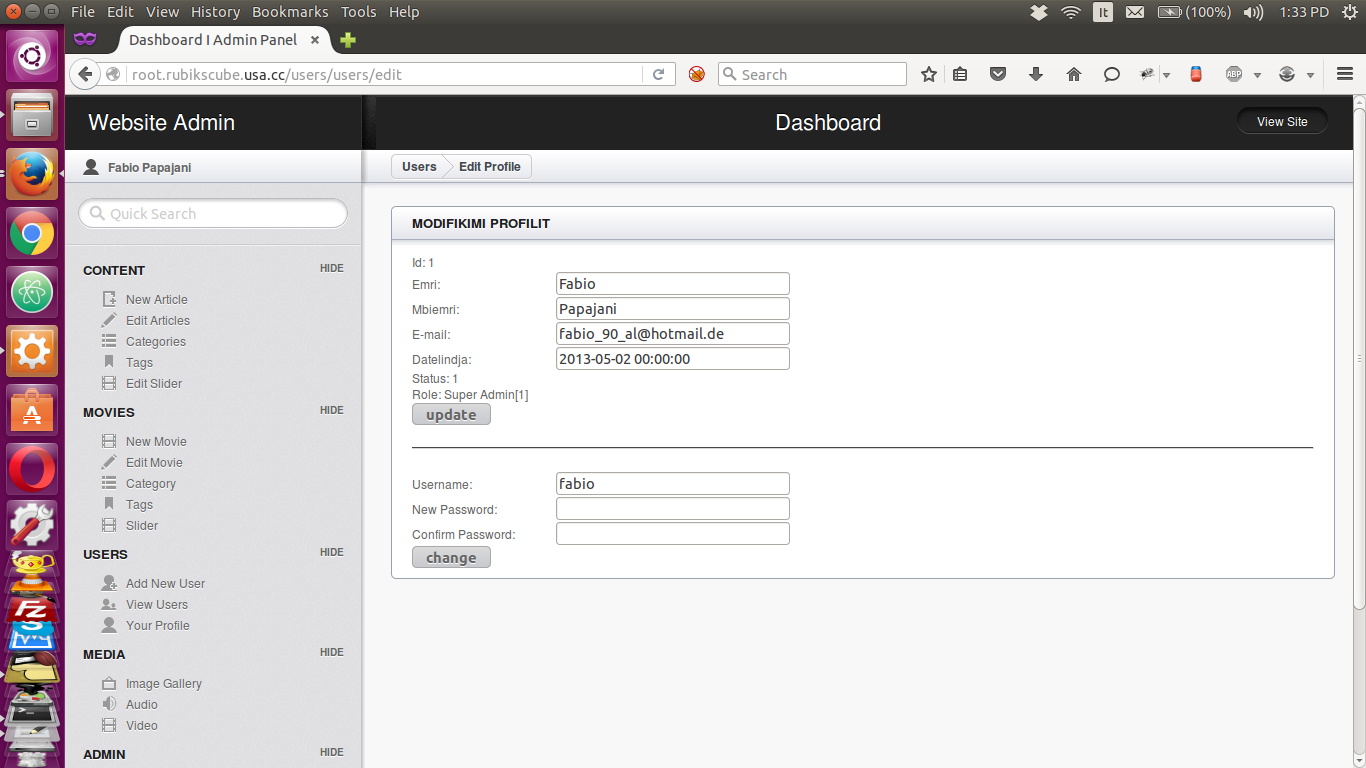 File Edit View History Bookmarks Tools Help
It (100%) 1:33 PD
Dashboard I Admin Panel
root.rubikscube.usa.cc/users/users/edit
Search
ABP
Website Admin
Dashboard
View Site
Fabio Papajani
Users Edit Profile
Quick Search
CONTENT HIDE
New Article
Edit Articles
Categories
Tags
Edit Slider
MOVIES HIDE
New Movie
Edit Movie
Category
Tags
Slider
USERS HIDE
Add New User
View Users
Your Profile
MEDIA HIDE
Image Gallery
Audio
Video
ADMIN HIDE
MODIFIKIMI PROFILIT
Id: 1
Emri: Fabio
Mbiemri: Papajani
E-mail: fabio_90_al@hotmail.de
Datelindja: 2013-05-02 00:00:00
Status: 1
Role: Super Admin[1]
update
Username: fabio
New Password:
Confirm Password:
change